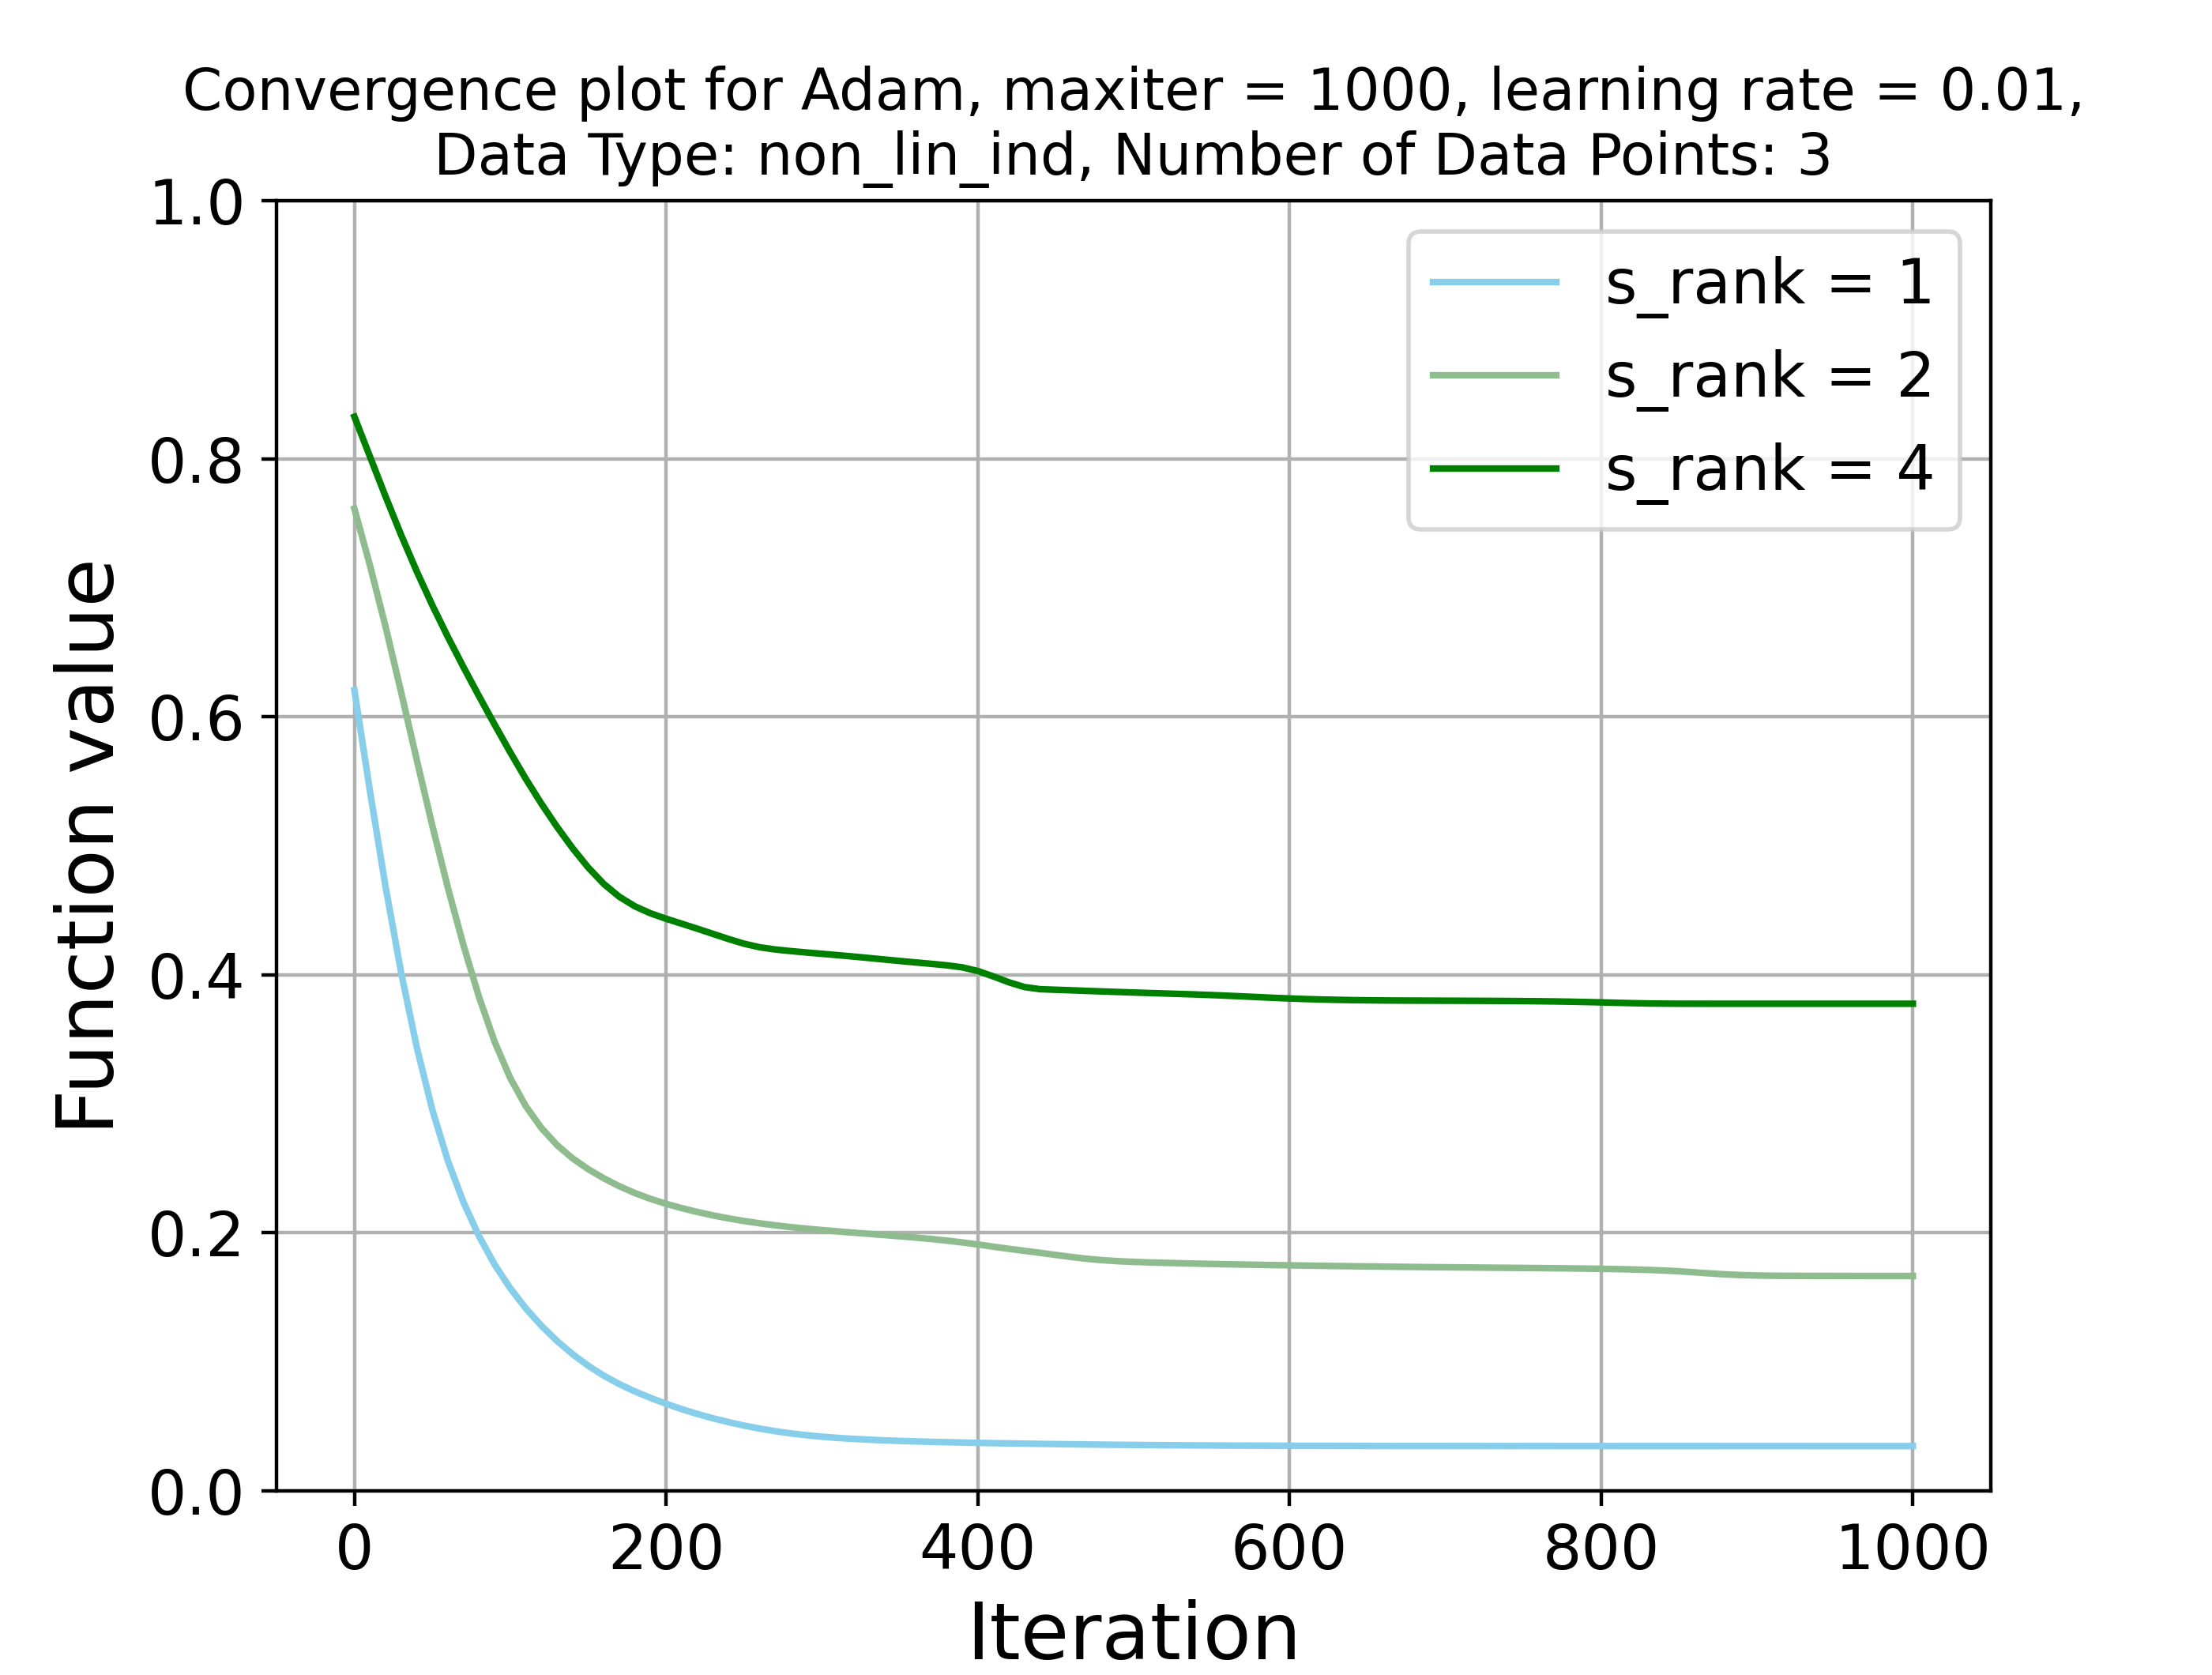 Convergence plot for Adam, maxiter = 1000, learning rate = 0.01,
Data Type: non_lin_ind, Number of Data Points: 3
1.0
0.8
0.6
0.4
0.2
0.0
Function value
s_rank = 1
s_rank = 2
s_rank = 4
0 200 400 600 800 1000
Iteration